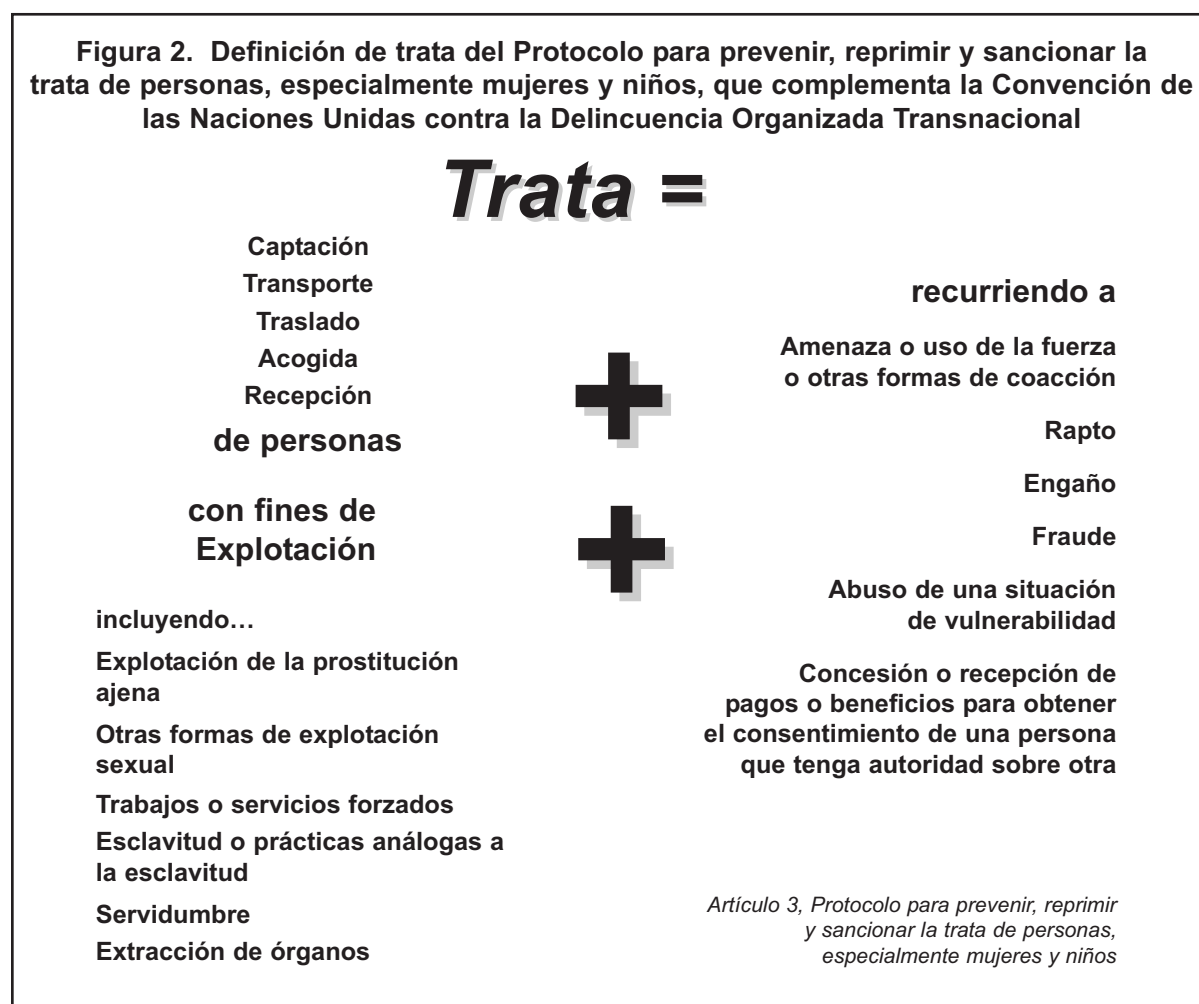 Figura 2. Definición de trata del Protocolo para prevenir, reprimir y sancionar la
trata de personas, especialmente mujeres y niños, que complementa la Convención de
las Naciones Unidas contra la Delincuencia Organizada Transnacional
Trata =
Captación
Transporte
Traslado
Acogida
Recepción
de personas
+
recurriendo a
Amenaza o uso de la fuerza
o otras formas de coacción
Rapto
Engaño
Fraude
Abuso de una situación
de vulnerabilidad
Concesión o recepción de
pagos o beneficios para obtener
el consentimiento de una persona
que tenga autoridad sobre otra
+
con fines de
Explotación
incluyendo…
Explotación de la prostitución
ajena
Otras formas de explotación
sexual
Trabajos o servicios forzados
Esclavitud o prácticas análogas a
la esclavitud
Servidumbre
Extracción de órganos
Artículo 3, Protocolo para prevenir, reprimir
y sancionar la trata de personas,
especialmente mujeres y niños